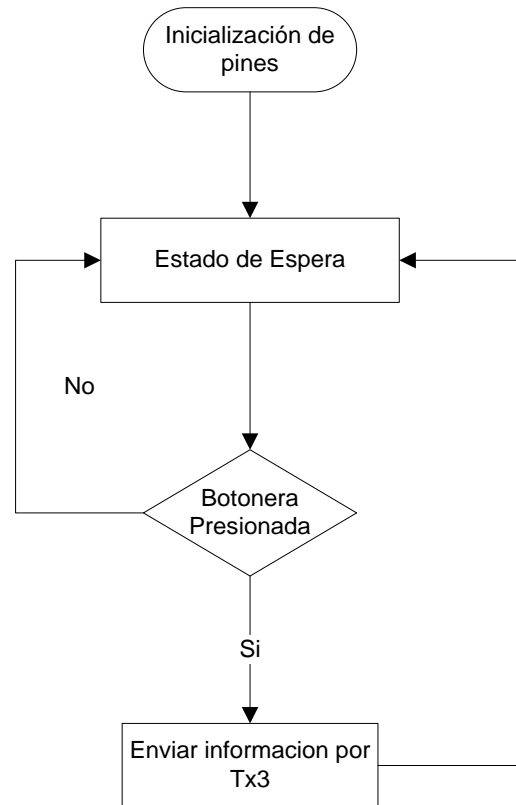 Inicialización de
pines
Estado de Espera
No
Botonera
Presionada
Si
Enviar informacion por
Tx3